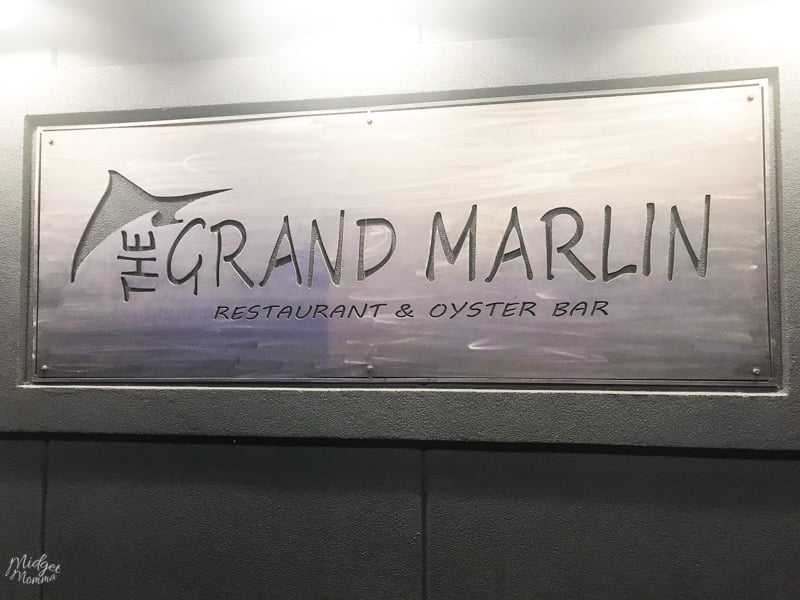 THE GRAND MARLIN
RESTAURANT & OYSTER BAR
Midget
Momma